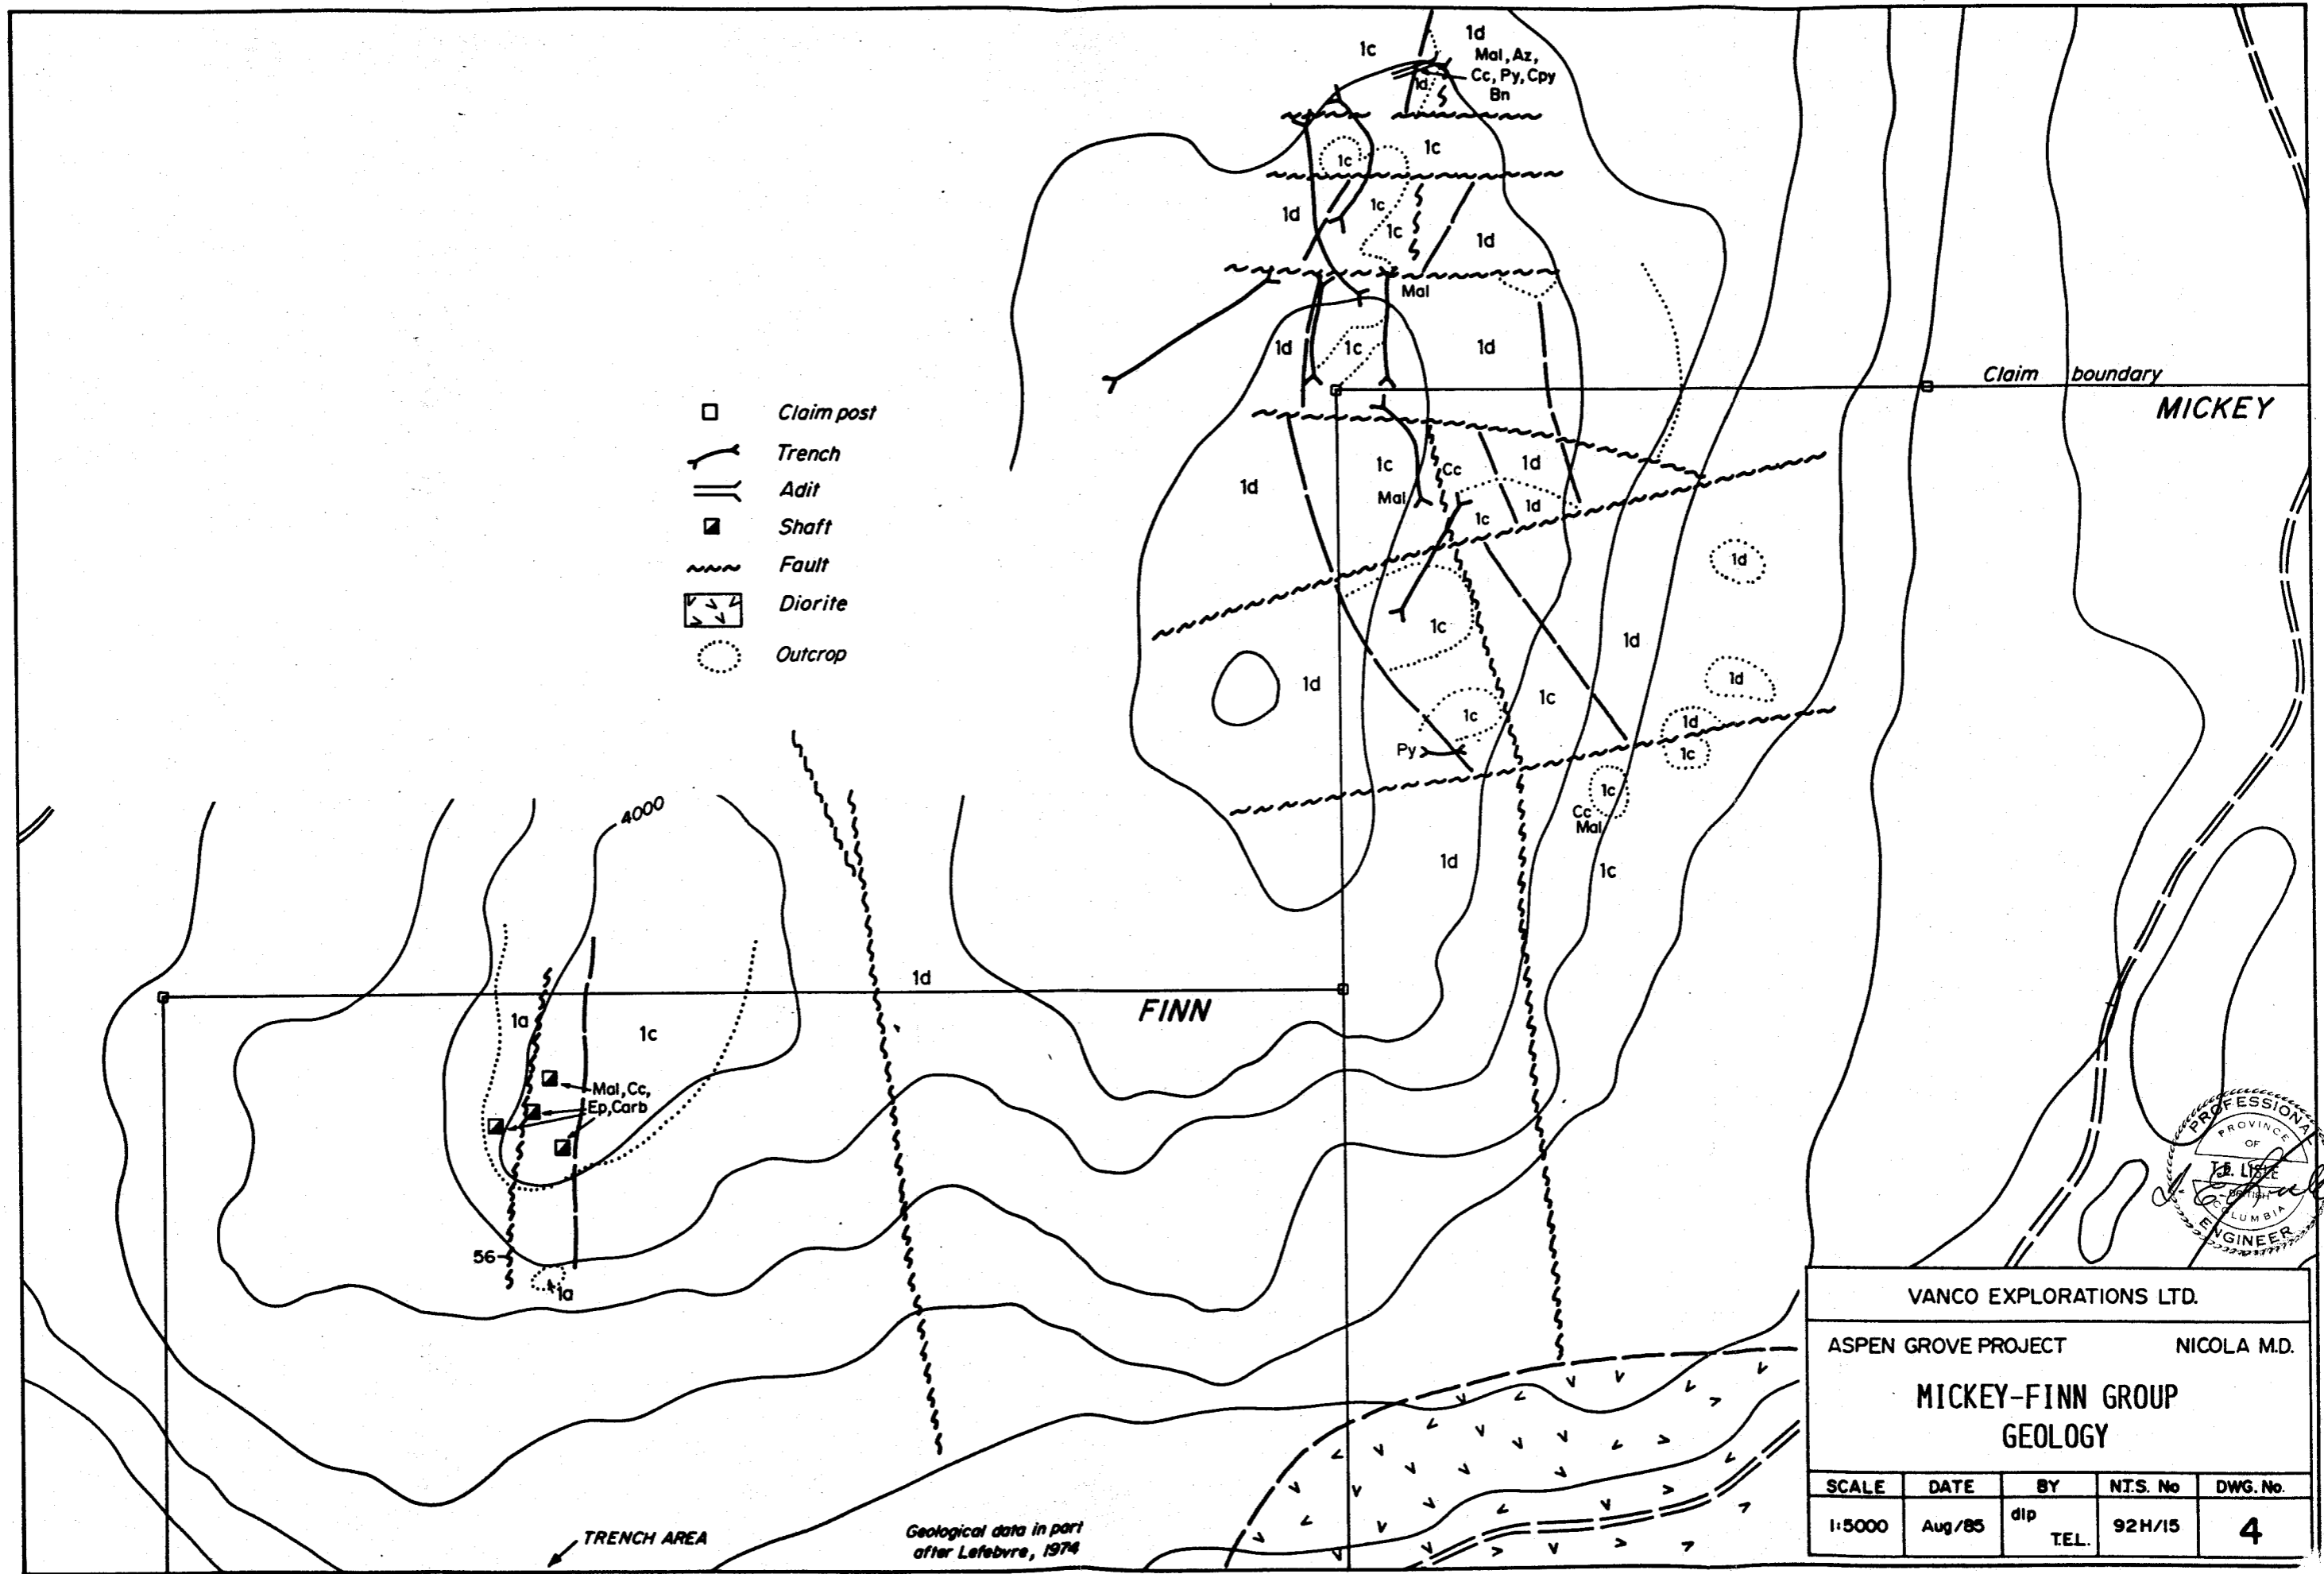 1c
1d
Mal, Az,
Cc, Py, Cpy
Bn
1d
1c
1c
1d
1c
1c
1d
Mal
1d
1c
1d
Claim boundary
MICKEY
Claim post
Trench
Adit
Shaft
Fault
Diorite
Outcrop
1d
1c
Cc
1d
Mal
1d
1c
1d
1c
1d
1d
1d
1c
1c
1d
Py
1c
1c
Cc
Mal
4000
1d
1c
1d
FINN
1a
1c
Mal, Cc,
Ep, Carb
56
1a
PROFESSIONAL
PROVINCE
OF
T.E. LISLE
BRITISH
COLUMBIA
ENGINEER
VANCO EXPLORATIONS LTD.
ASPEN GROVE PROJECT NICOLA M.D.
MICKEY-FINN GROUP
GEOLOGY
SCALE DATE BY N.T.S. No DWG. No.
1:5000 Aug/85 dlp T.E.L. 92H/15 4
TRENCH AREA
Geological data in part
after Lefebvre, 1974